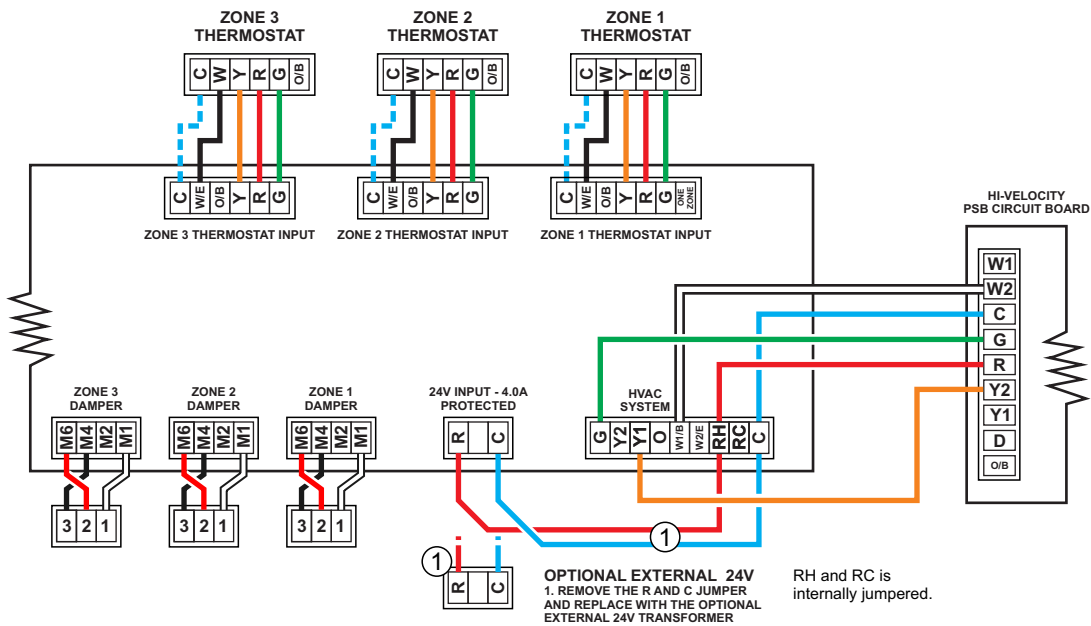 ZONE 3
THERMOSTAT
ZONE 2
THERMOSTAT
ZONE 1
THERMOSTAT
C W Y R G O/B
C W Y R G O/B
C W Y R G O/B
C W/E O/B Y R G
C W/E O/B Y R G
C W/E O/B Y R G ONE ZONE
ZONE 3 THERMOSTAT INPUT
ZONE 2 THERMOSTAT INPUT
ZONE 1 THERMOSTAT INPUT
HI-VELOCITY
PSB CIRCUIT BOARD
W1
W2
C
G
R
Y2
Y1
D
O/B
ZONE 3
DAMPER
ZONE 2
DAMPER
ZONE 1
DAMPER
24V INPUT - 4.0A
PROTECTED
HVAC
SYSTEM
M6 M4 M2 M1
M6 M4 M2 M1
M6 M4 M2 M1
R C
G Y2 Y1 O W1/B W2/E RH RC C
3 2 1
3 2 1
3 2 1
1
1
R C
OPTIONAL EXTERNAL 24V
1. REMOVE THE R AND C JUMPER
AND REPLACE WITH THE OPTIONAL
EXTERNAL 24V TRANSFORMER
RH and RC is
internally jumpered.